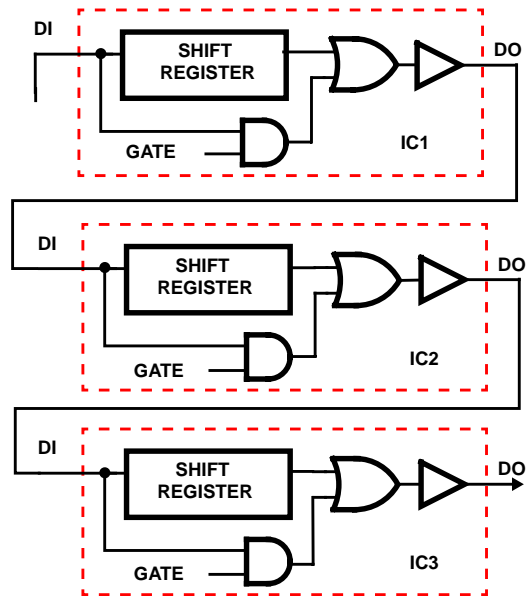 DI
SHIFT
REGISTER
DO
GATE
IC1
DI
SHIFT
REGISTER
DO
GATE
IC2
DI
SHIFT
REGISTER
DO
GATE
IC3